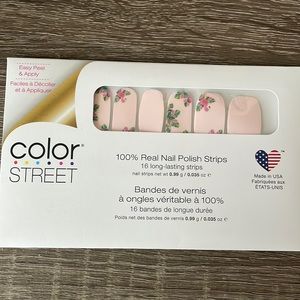 Easy Peel
& Apply
Faciles à Décoller
et à Appliquer
color
STREET
100% Real Nail Polish Strips
16 long-lasting strips
nail strips net wt 0.99 g / 0.035 oz ℮
Bandes de vernis
à ongles véritable à 100%
16 bandes de longue durée
Poids net des bandes de vernis 0.99 g / 0.035 oz ℮
Made in USA
Fabriquées aux
ÉTATS-UNIS